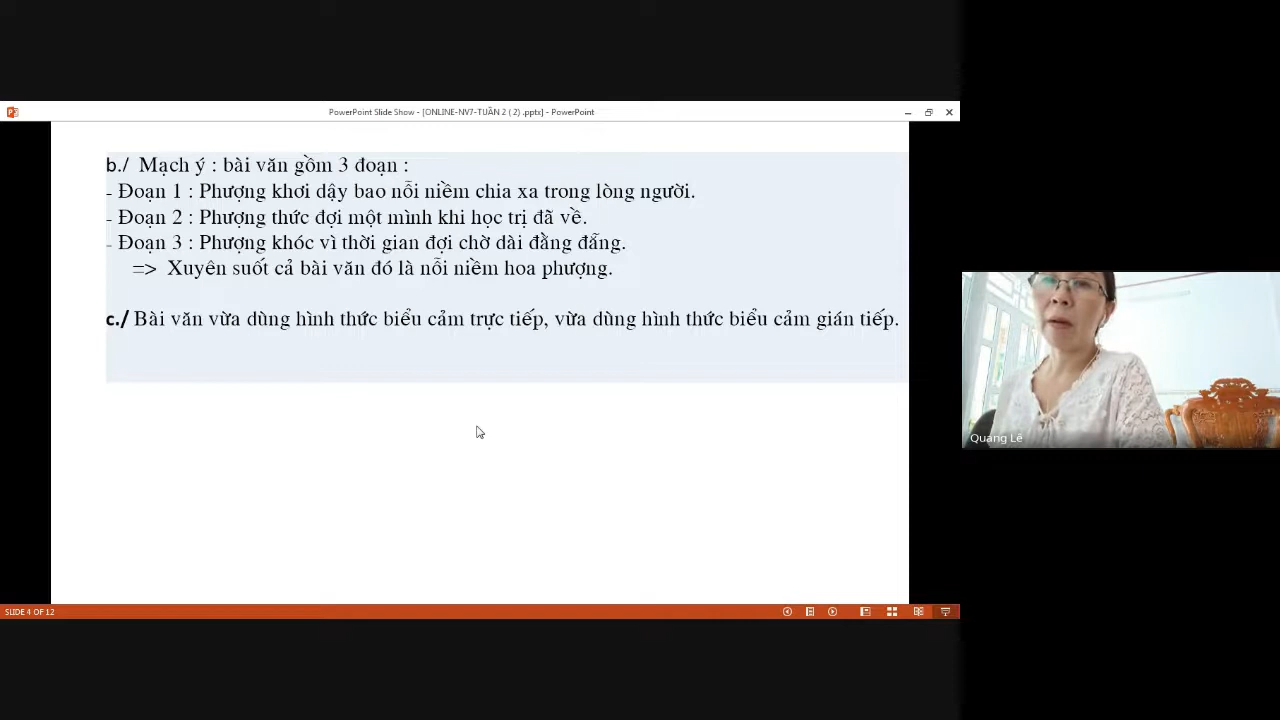 PowerPoint Slide Show - [ONLINE-NV7-TUẦN 2 ( 2) .pptx] - PowerPoint
b./ Mạch ý : bài văn gồm 3 đoạn :
- Đoạn 1 : Phượng khơi dậy bao nỗi niềm chia xa trong lòng người.
- Đoạn 2 : Phượng thức đợi một mình khi học trị đã về.
- Đoạn 3 : Phượng khóc vì thời gian đợi chờ dài đằng đẵng.
=> Xuyên suốt cả bài văn đó là nỗi niềm hoa phượng.
c./ Bài văn vừa dùng hình thức biểu cảm trực tiếp, vừa dùng hình thức biểu cảm gián tiếp.
Quang Lê
SLIDE 4 OF 12